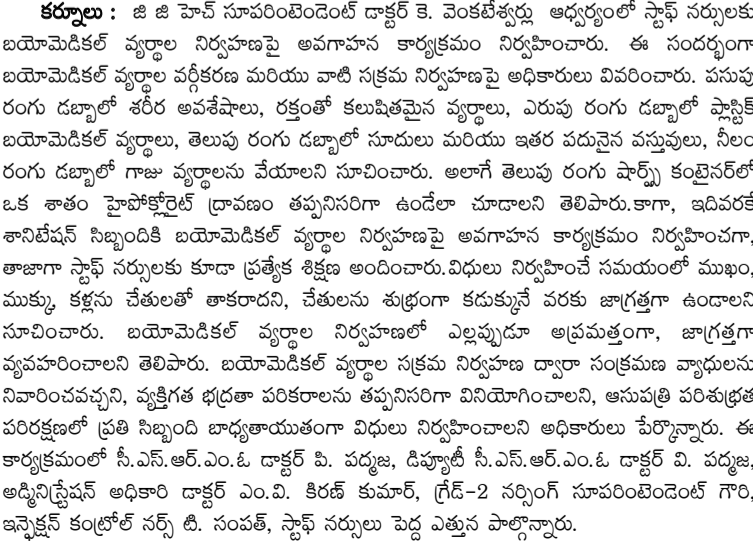 కర్నూలు : జి జి హెచ్ సూపరింటెండెంట్ డాక్టర్ కె. వెంకటేశ్వర్లు ఆధ్వర్యంలో స్టాఫ్ నర్సులకు
బయోమెడికల్ వ్యర్థాల నిర్వహణపై అవగాహన కార్యక్రమం నిర్వహించారు. ఈ సందర్భంగా
బయోమెడికల్ వ్యర్థాల వర్గీకరణ మరియు వాటి సక్రమ నిర్వహణపై అధికారులు వివరించారు. పసుపు
రంగు డబ్బాలో శరీర అవశేషాలు, రక్తంతో కలుషితమైన వ్యర్థాలు, ఎరుపు రంగు డబ్బాలో ప్లాస్టిక్
బయోమెడికల్ వ్యర్థాలు, తెలుపు రంగు డబ్బాలో సూదులు మరియు ఇతర పదునైన వస్తువులు, నీలం
రంగు డబ్బాలో గాజు వ్యర్థాలను వేయాలని సూచించారు. అలాగే తెలుపు రంగు షార్ప్స్ కంటైనర్‌లో
ఒక శాతం హైపోక్లోరైట్ ద్రావణం తప్పనిసరిగా ఉండేలా చూడాలని తెలిపారు.కాగా, ఇదివరకే
శానిటేషన్ సిబ్బందికి బయోమెడికల్ వ్యర్థాల నిర్వహణపై అవగాహన కార్యక్రమం నిర్వహించగా,
తాజాగా స్టాఫ్ నర్సులకు కూడా ప్రత్యేక శిక్షణ అందించారు.విధులు నిర్వహించే సమయంలో ముఖం,
ముక్కు, కళ్లను చేతులతో తాకరాదని, చేతులను శుభ్రంగా కడుక్కునే వరకు జాగ్రత్తగా ఉండాలని
సూచించారు. బయోమెడికల్ వ్యర్థాల నిర్వహణలో ఎల్లప్పుడూ అప్రమత్తంగా, జాగ్రత్తగా
వ్యవహరించాలని తెలిపారు. బయోమెడికల్ వ్యర్థాల సక్రమ నిర్వహణ ద్వారా సంక్రమణ వ్యాధులను
నివారించవచ్చని, వ్యక్తిగత భద్రతా పరికరాలను తప్పనిసరిగా వినియోగించాలని, ఆసుపత్రి పరిశుభ్రత
పరిరక్షణలో ప్రతి సిబ్బంది బాధ్యతాయుతంగా విధులు నిర్వహించాలని అధికారులు పేర్కొన్నారు. ఈ
కార్యక్రమంలో సీ.ఎస్.ఆర్.ఎం.ఓ డాక్టర్ పి. పద్మజ, డిప్యూటీ సీ.ఎస్.ఆర్.ఎం.ఓ డాక్టర్ వి. పద్మజ,
అడ్మినిస్ట్రేషన్ అధికారి డాక్టర్ ఎం.వి. కిరణ్ కుమార్, గ్రేడ్-2 నర్సింగ్ సూపరింటెండెంట్ గౌరి,
ఇన్ఫెక్షన్ కంట్రోల్ నర్స్ టి. సంపత్, స్టాఫ్ నర్సులు పెద్ద ఎత్తున పాల్గొన్నారు.